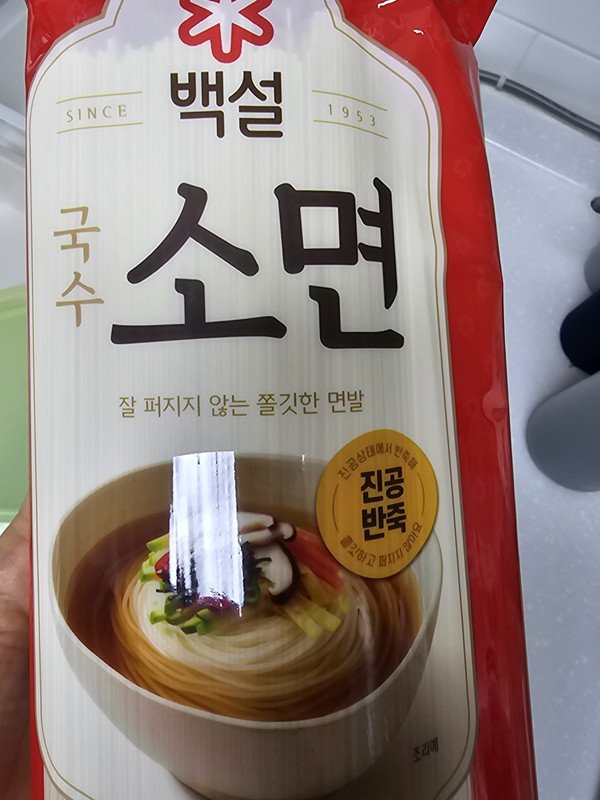 백설
SINCE 1953
국수
소면
잘 퍼지지 않는 쫄깃한 면발
진공상태에서 반죽해
진공
반죽
쫄깃하고 퍼지지 않아요
조리예